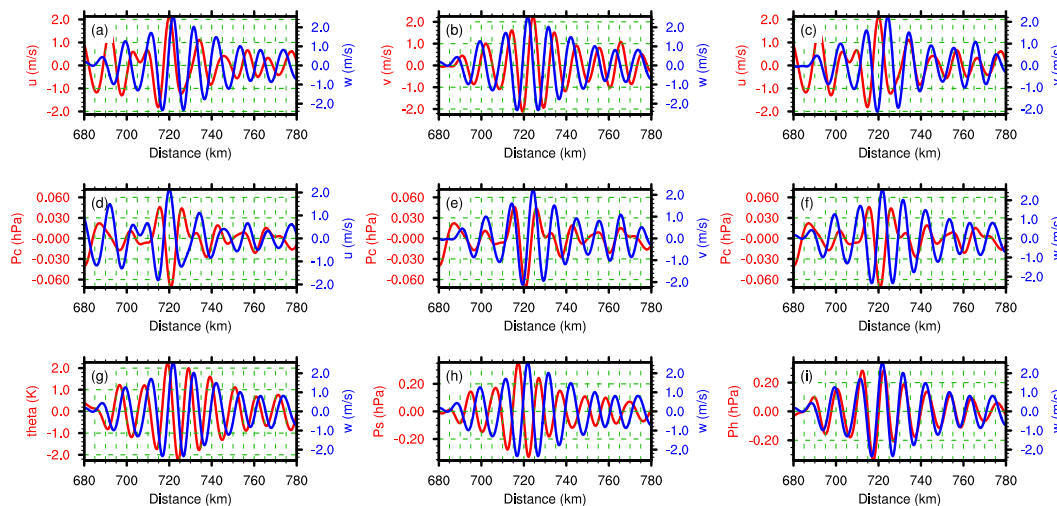 (a)
u (m/s)
2.0
1.0
0.0
-1.0
-2.0
2.0
1.0
0.0
-1.0
-2.0
w (m/s)
680 700 720 740 760 780
Distance (km)
(b)
v (m/s)
2.0
1.0
0.0
-1.0
-2.0
2.0
1.0
0.0
-1.0
-2.0
w (m/s)
680 700 720 740 760 780
Distance (km)
(c)
u (m/s)
2.0
1.0
0.0
-1.0
-2.0
2.0
1.0
0.0
-1.0
-2.0
v (m/s)
680 700 720 740 760 780
Distance (km)
(d)
Pc (hPa)
0.060
0.030
-0.000
-0.030
-0.060
2.0
1.0
0.0
-1.0
-2.0
u (m/s)
680 700 720 740 760 780
Distance (km)
(e)
Pc (hPa)
0.060
0.030
-0.000
-0.030
-0.060
2.0
1.0
0.0
-1.0
-2.0
v (m/s)
680 700 720 740 760 780
Distance (km)
(f)
Pc (hPa)
0.060
0.030
-0.000
-0.030
-0.060
2.0
1.0
0.0
-1.0
-2.0
w (m/s)
680 700 720 740 760 780
Distance (km)
(g)
theta (K)
2.0
1.0
0.0
-1.0
-2.0
2.0
1.0
0.0
-1.0
-2.0
w (m/s)
680 700 720 740 760 780
Distance (km)
(h)
Ps (hPa)
0.20
0.00
-0.20
2.0
1.0
0.0
-1.0
-2.0
w (m/s)
680 700 720 740 760 780
Distance (km)
(i)
Ph (hPa)
0.20
0.00
-0.20
2.0
1.0
0.0
-1.0
-2.0
w (m/s)
680 700 720 740 760 780
Distance (km)